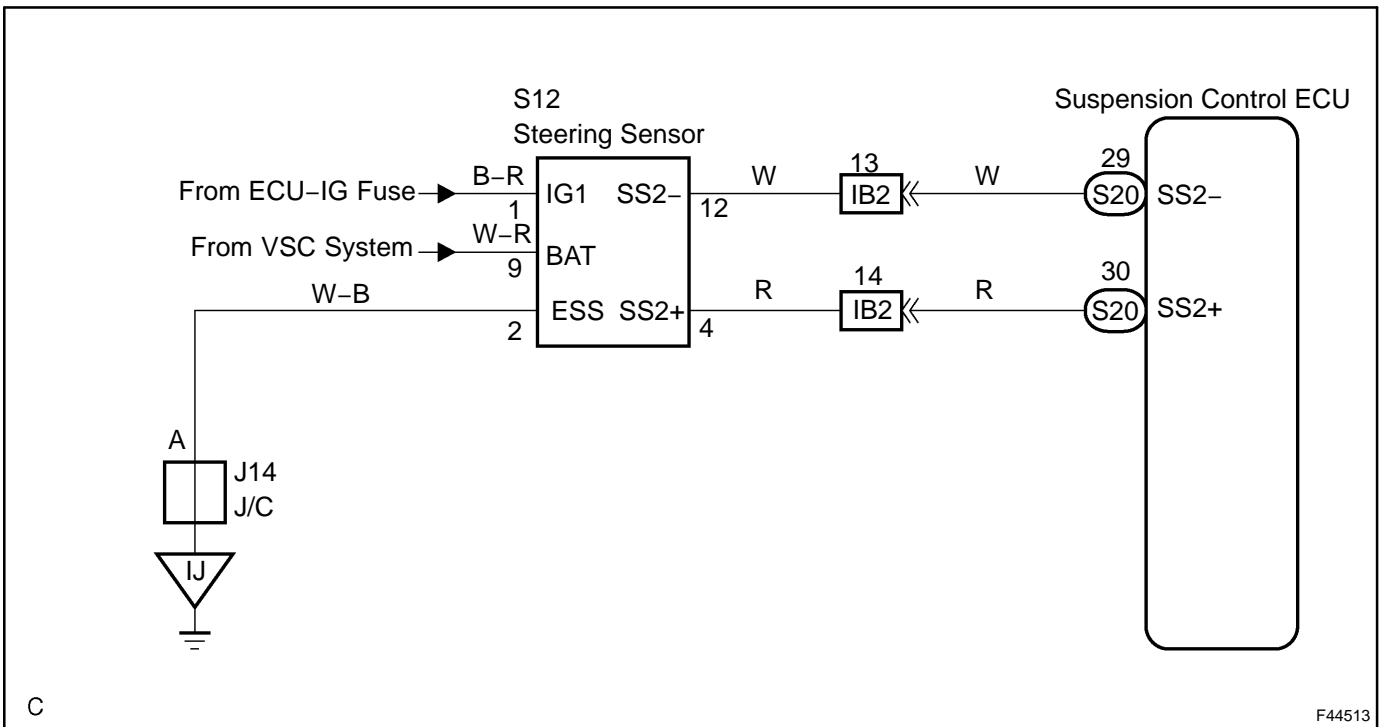 S12
Steering Sensor
Suspension Control ECU
From ECU−IG Fuse
B−R
1
IG1
SS2-
12
W
13
IB2
W
29
S20
SS2−
From VSC System
W−R
9
BAT
W−B
2
ESS
SS2+
4
R
14
IB2
R
30
S20
SS2+
A
J14
J/C
IJ
C
F44513